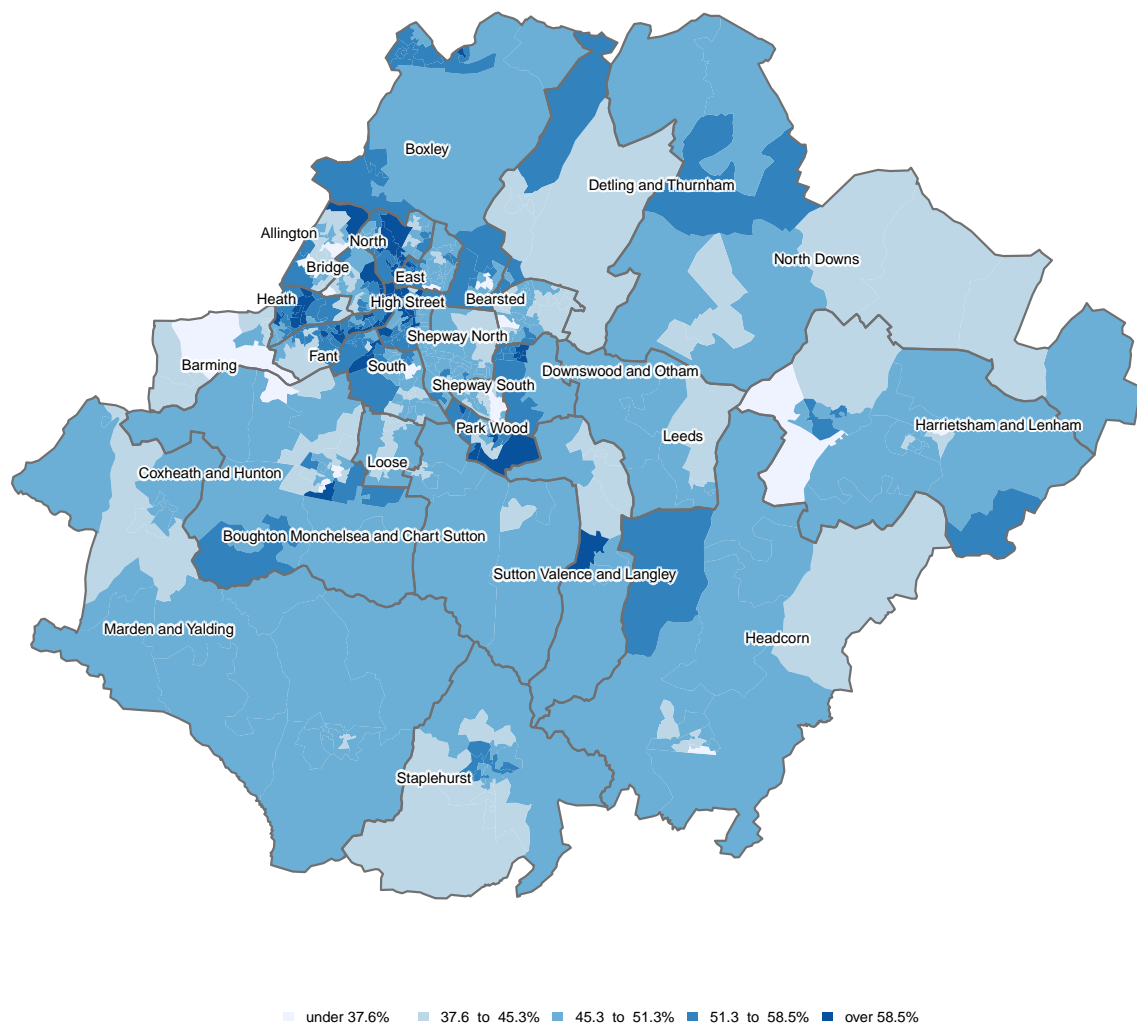 Boxley
Detling and Thurnham
Allington
North
North Downs
Bridge
East
Heath
High Street
Bearsted
Shepway North
Fant
Barming
South
Downswood and Otham
Shepway South
Park Wood
Leeds
Harrietsham and Lenham
Coxheath and Hunton
Loose
Boughton Monchelsea and Chart Sutton
Sutton Valence and Langley
Marden and Yalding
Headcorn
Staplehurst
under 37.6% 37.6 to 45.3% 45.3 to 51.3% 51.3 to 58.5% over 58.5%